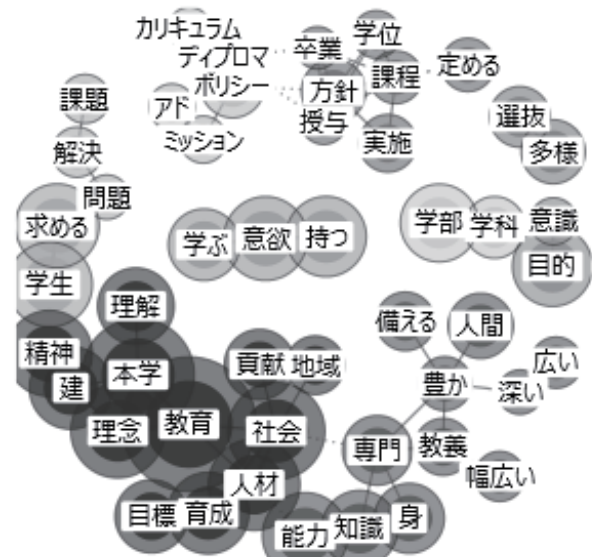 カリキュラム
ディプロマ
ポリシー
アド
ミッション
卒業
学位
方針
課程
授与
実施
定める
選抜
多様
課題
解決
問題
求める
学生
学ぶ
意欲
持つ
学部
学科
意識
目的
理解
精神
建
本学
理念
教育
貢献
地域
社会
人材
目標
育成
能力
知識
身
専門
備える
人間
豊か
広い
深い
教義
幅広い